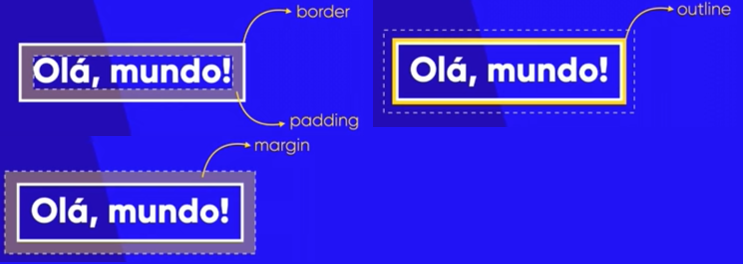 border
Olá, mundo!
padding
outline
Olá, mundo!
margin
Olá, mundo!